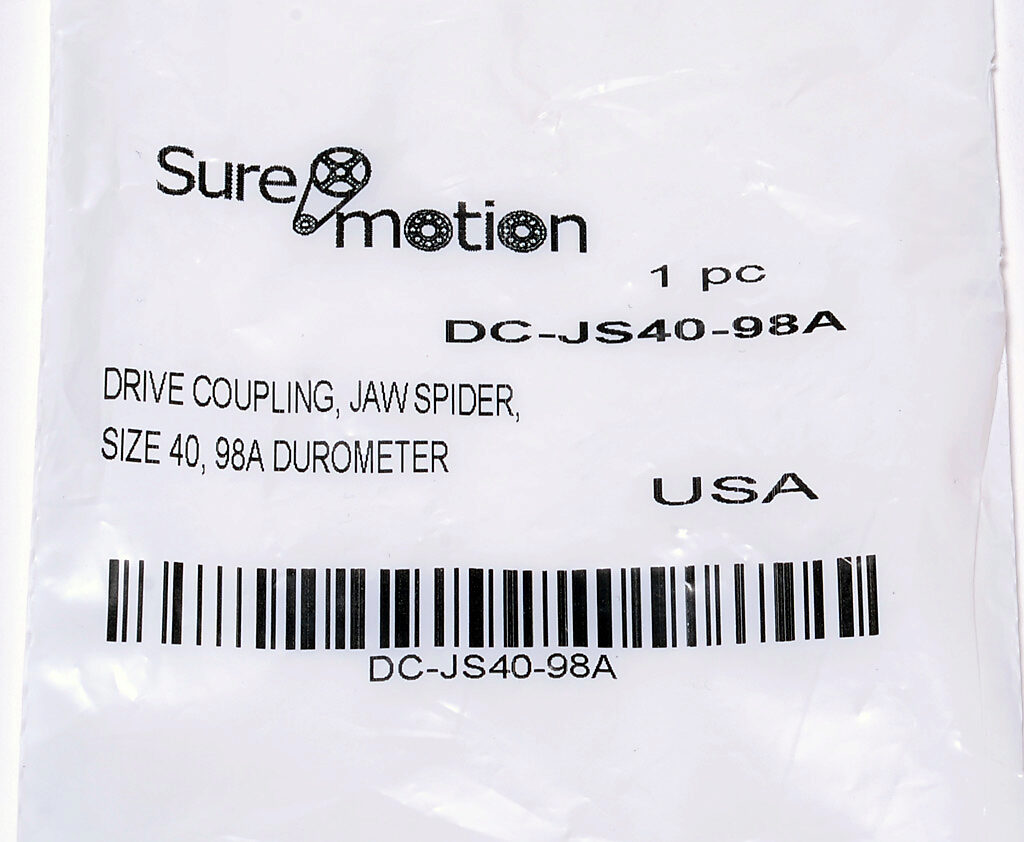 Sure
motion
1 pc
DC-JS40-98A
DRIVE COUPLING, JAW SPIDER,
SIZE 40, 98A DUROMETER
USA
DC-JS40-98A